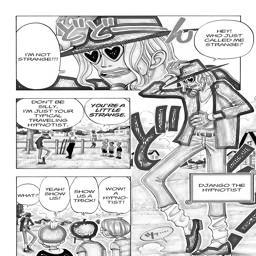 HEY!
WHO JUST
CALLED ME
STRANGE!
I'M NOT
STRANGE!!!
DON'T BE
SILLY.
I'M JUST YOUR
TYPICAL
TRAVELING
HYPNOTIST.
YOU'RE A
LITTLE
STRANGE.
DJANGO THE
HYPNOTIST
WOW!
A
HYPNO
TIST!
SHOW
US A
TRICK!
YEAH!
SHOW
US!
WHAT?